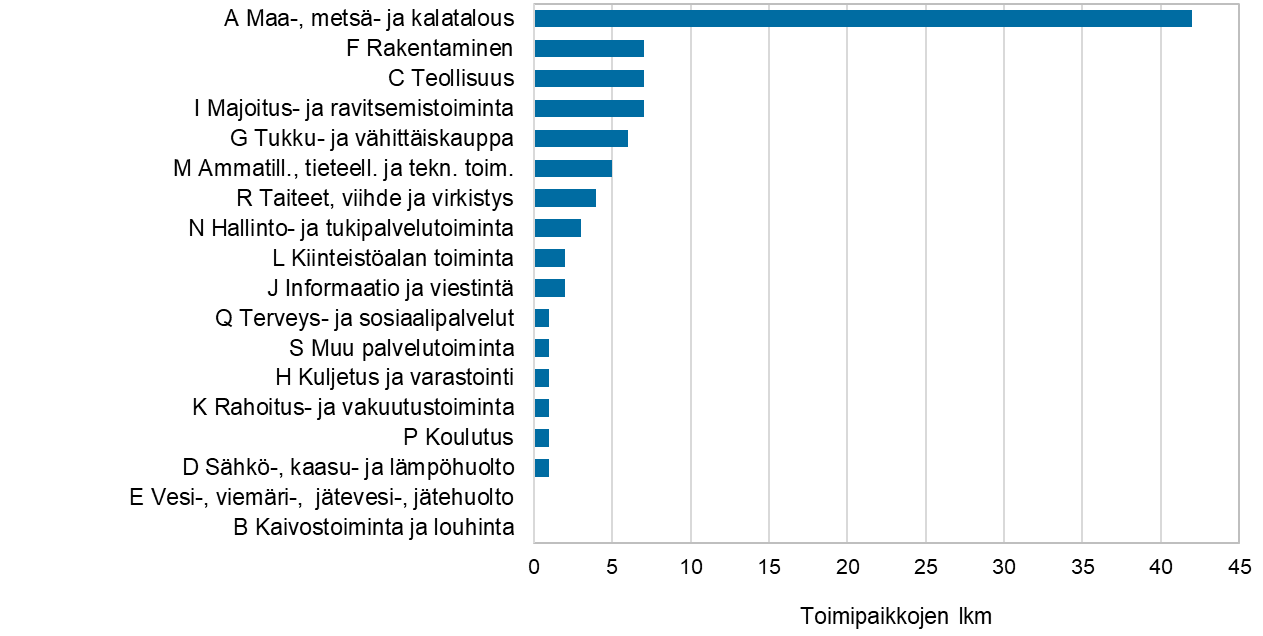 A Maa-, metsä- ja kalatalous
F Rakentaminen
C Teollisuus
I Majoitus- ja ravitsemistoiminta
G Tukku- ja vähittäiskauppa
M Ammatill., tieteell. ja tekn. toim.
R Taiteet, viihde ja virkistys
N Hallinto- ja tukipalvelutoiminta
L Kiinteistöalan toiminta
J Informaatio ja viestintä
Q Terveys- ja sosiaalipalvelut
S Muu palvelutoiminta
H Kuljetus ja varastointi
K Rahoitus- ja vakuutustoiminta
P Koulutus
D Sähkö-, kaasu- ja lämpöhuolto
E Vesi-, viemäri-,  jätevesi-, jätehuolto
B Kaivostoiminta ja louhinta
0 5 10 15 20 25 30 35 40 45
Toimipaikkojen lkm